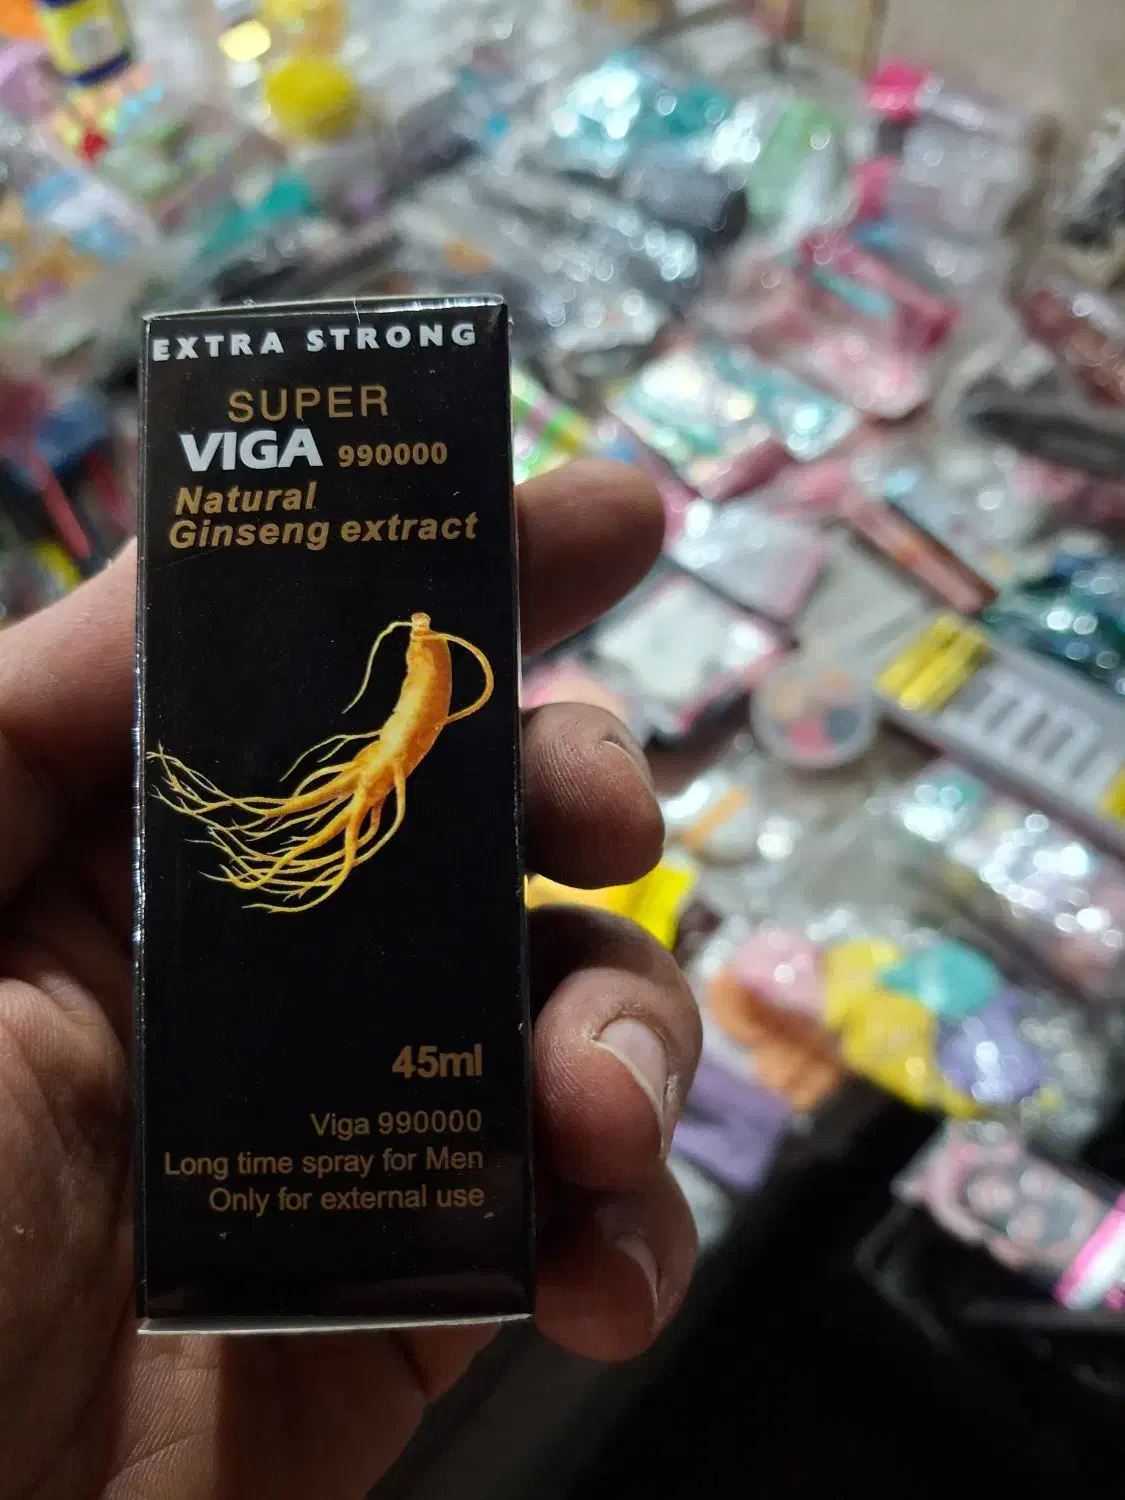 EXTRA STRONG
SUPER
VIGA 990000
Natural
Ginseng extract
45ml
Viga 990000
Long time spray for Men
Only for external use